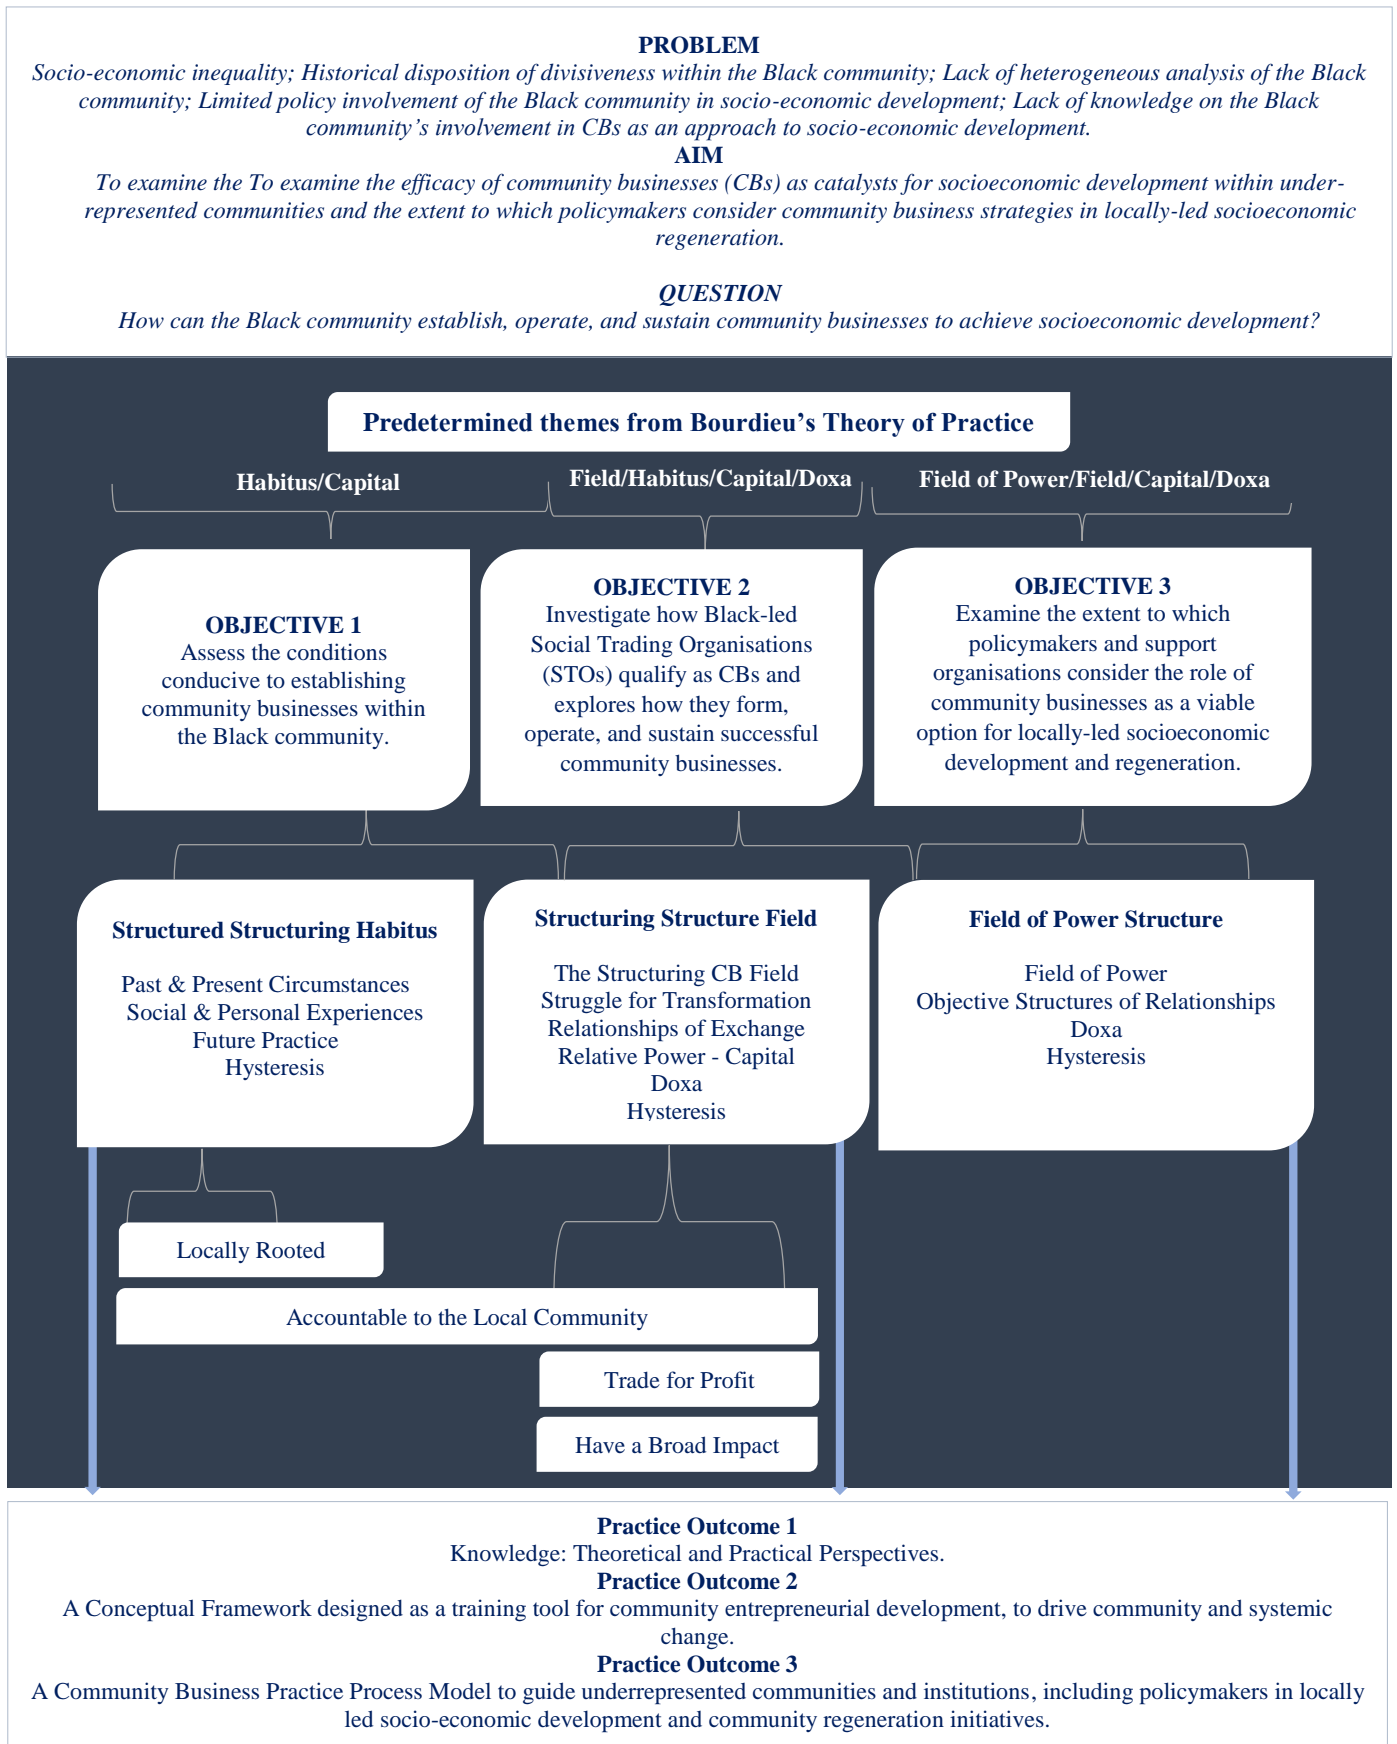 PROBLEM
Socio-economic inequality; Historical disposition of divisiveness within the Black community; Lack of heterogeneous analysis of the Black
community; Limited policy involvement of the Black community in socio-economic development; Lack of knowledge on the Black
community’s involvement in CBs as an approach to socio-economic development.
AIM
To examine the To examine the efficacy of community businesses (CBs) as catalysts for socioeconomic development within under-
represented communities and the extent to which policymakers consider community business strategies in locally-led socioeconomic
regeneration.
QUESTION
How can the Black community establish, operate, and sustain community businesses to achieve socioeconomic development?
Predetermined themes from Bourdieu’s Theory of Practice
Habitus/Capital
Field/Habitus/Capital/Doxa
Field of Power/Field/Capital/Doxa
OBJECTIVE 1
Assess the conditions
conducive to establishing
community businesses within
the Black community.
OBJECTIVE 2
Investigate how Black-led
Social Trading Organisations
(STOs) qualify as CBs and
explores how they form,
operate, and sustain successful
community businesses.
OBJECTIVE 3
Examine the extent to which
policymakers and support
organisations consider the role of
community businesses as a viable
option for locally-led socioeconomic
development and regeneration.
Structured Structuring Habitus
Past & Present Circumstances
Social & Personal Experiences
Future Practice
Hysteresis
Structuring Structure Field
The Structuring CB Field
Struggle for Transformation
Relationships of Exchange
Relative Power - Capital
Doxa
Hysteresis
Field of Power Structure
Field of Power
Objective Structures of Relationships
Doxa
Hysteresis
Locally Rooted
Accountable to the Local Community
Trade for Profit
Have a Broad Impact
Practice Outcome 1
Knowledge: Theoretical and Practical Perspectives.
Practice Outcome 2
A Conceptual Framework designed as a training tool for community entrepreneurial development, to drive community and systemic
change.
Practice Outcome 3
A Community Business Practice Process Model to guide underrepresented communities and institutions, including policymakers in locally
led socio-economic development and community regeneration initiatives.